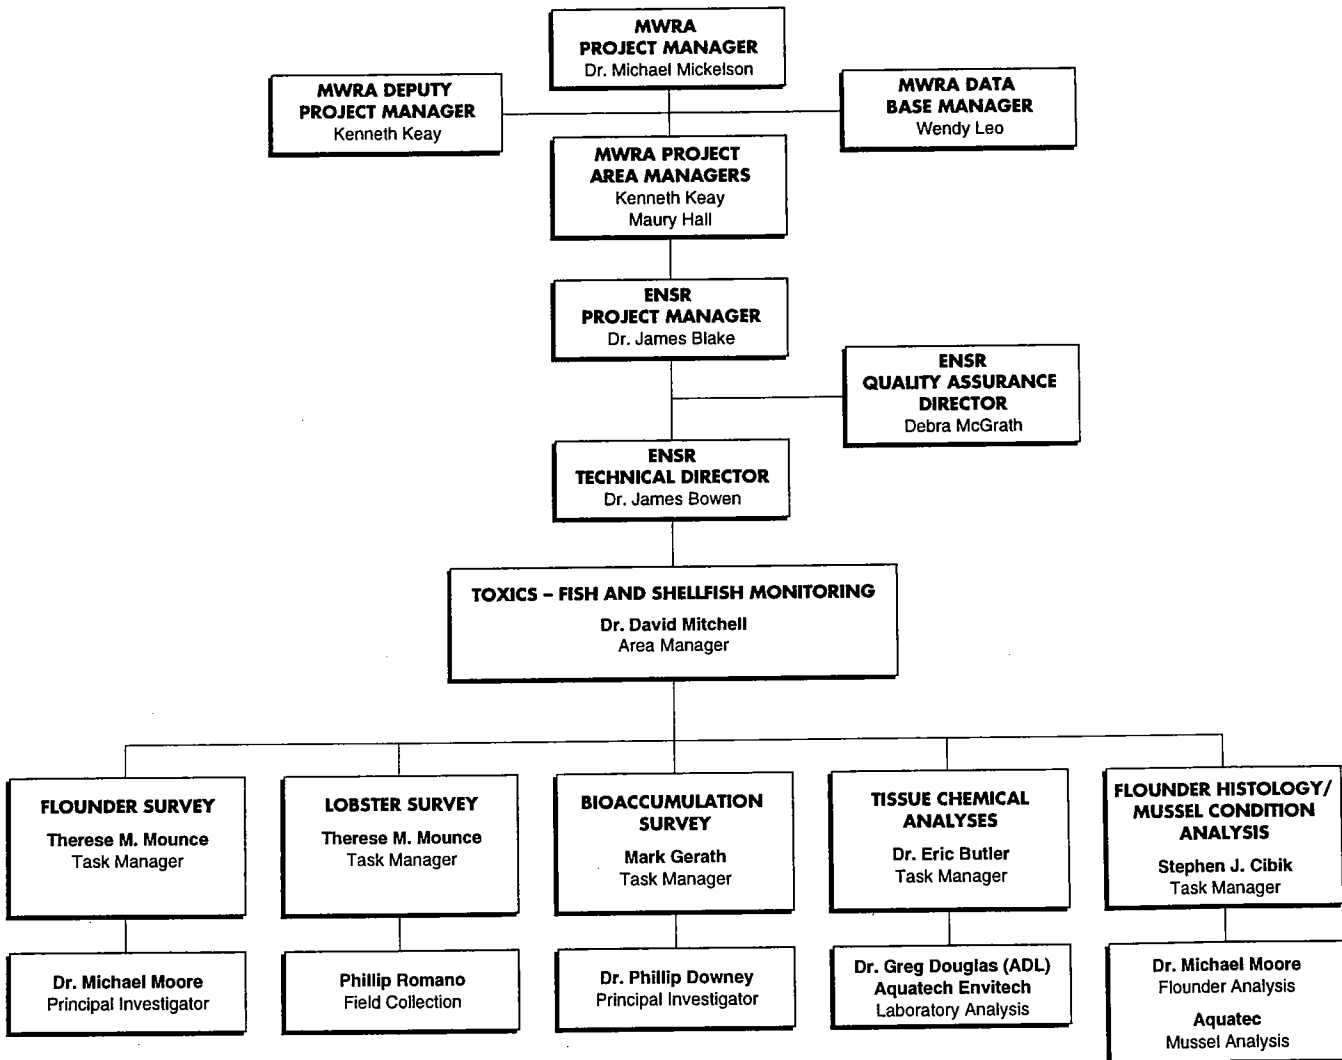 MWRA
PROJECT MANAGER
Dr. Michael Mickelson
MWRA DEPUTY
PROJECT MANAGER
Kenneth Keay
MWRA DATA
BASE MANAGER
Wendy Leo
MWRA PROJECT
AREA MANAGERS
Kenneth Keay
Maury Hall
ENSR
PROJECT MANAGER
Dr. James Blake
ENSR
QUALITY ASSURANCE
DIRECTOR
Debra McGrath
ENSR
TECHNICAL DIRECTOR
Dr. James Bowen
TOXICS – FISH AND SHELLFISH MONITORING
Dr. David Mitchell
Area Manager
FLOUNDER SURVEY
Therese M. Mounce
Task Manager
LOBSTER SURVEY
Therese M. Mounce
Task Manager
BIOACCUMULATION
SURVEY
Mark Gerath
Task Manager
TISSUE CHEMICAL
ANALYSES
Dr. Eric Butler
Task Manager
FLOUNDER HISTOLOGY/
MUSSEL CONDITION
ANALYSIS
Stephen J. Cibik
Task Manager
Dr. Michael Moore
Principal Investigator
Phillip Romano
Field Collection
Dr. Phillip Downey
Principal Investigator
Dr. Greg Douglas (ADL)
Aquatech Envitech
Laboratory Analysis
Dr. Michael Moore
Flounder Analysis
Aquatec
Mussel Analysis